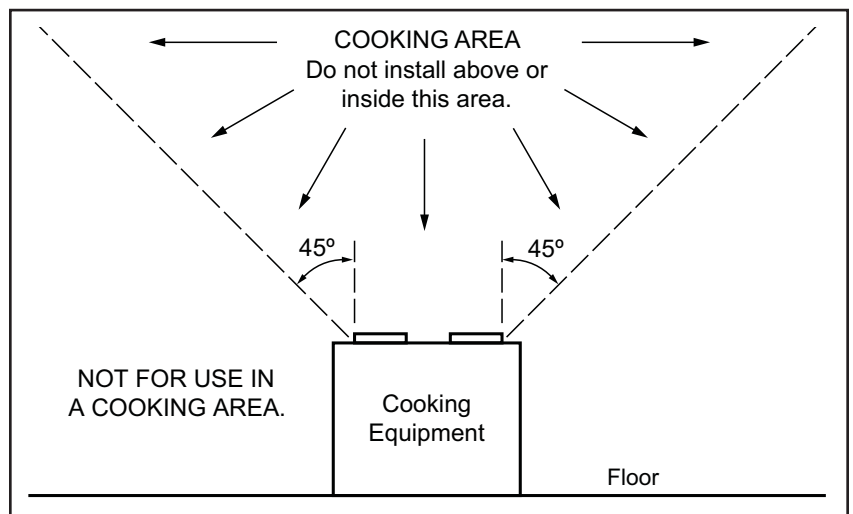 COOKING AREA
Do not install above or
inside this area.
45º
45º
NOT FOR USE IN
A COOKING AREA.
Cooking
Equipment
Floor